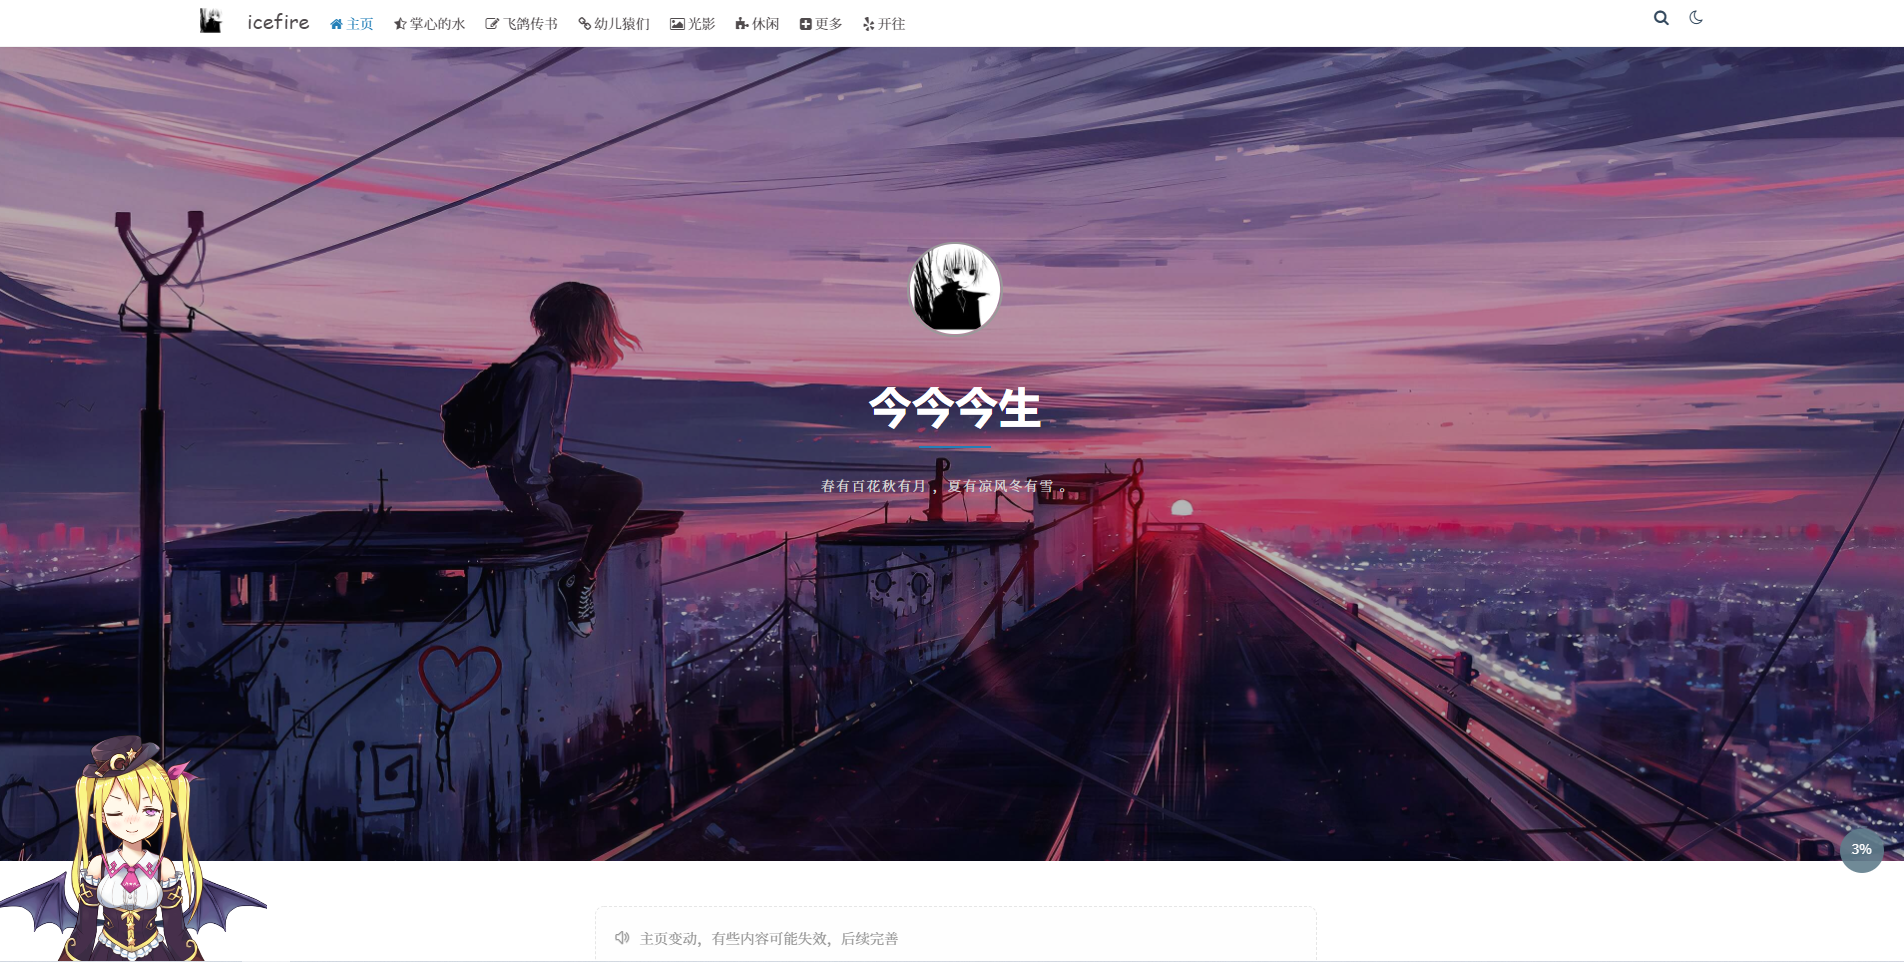 icefire 主页 掌心的水 飞鸽传书 幼儿猿们 光影 休闲 更多 开往
今今今生
春有百花秋有月，夏有凉风冬有雪。
3%
主页变动，有些内容可能失效，后续完善